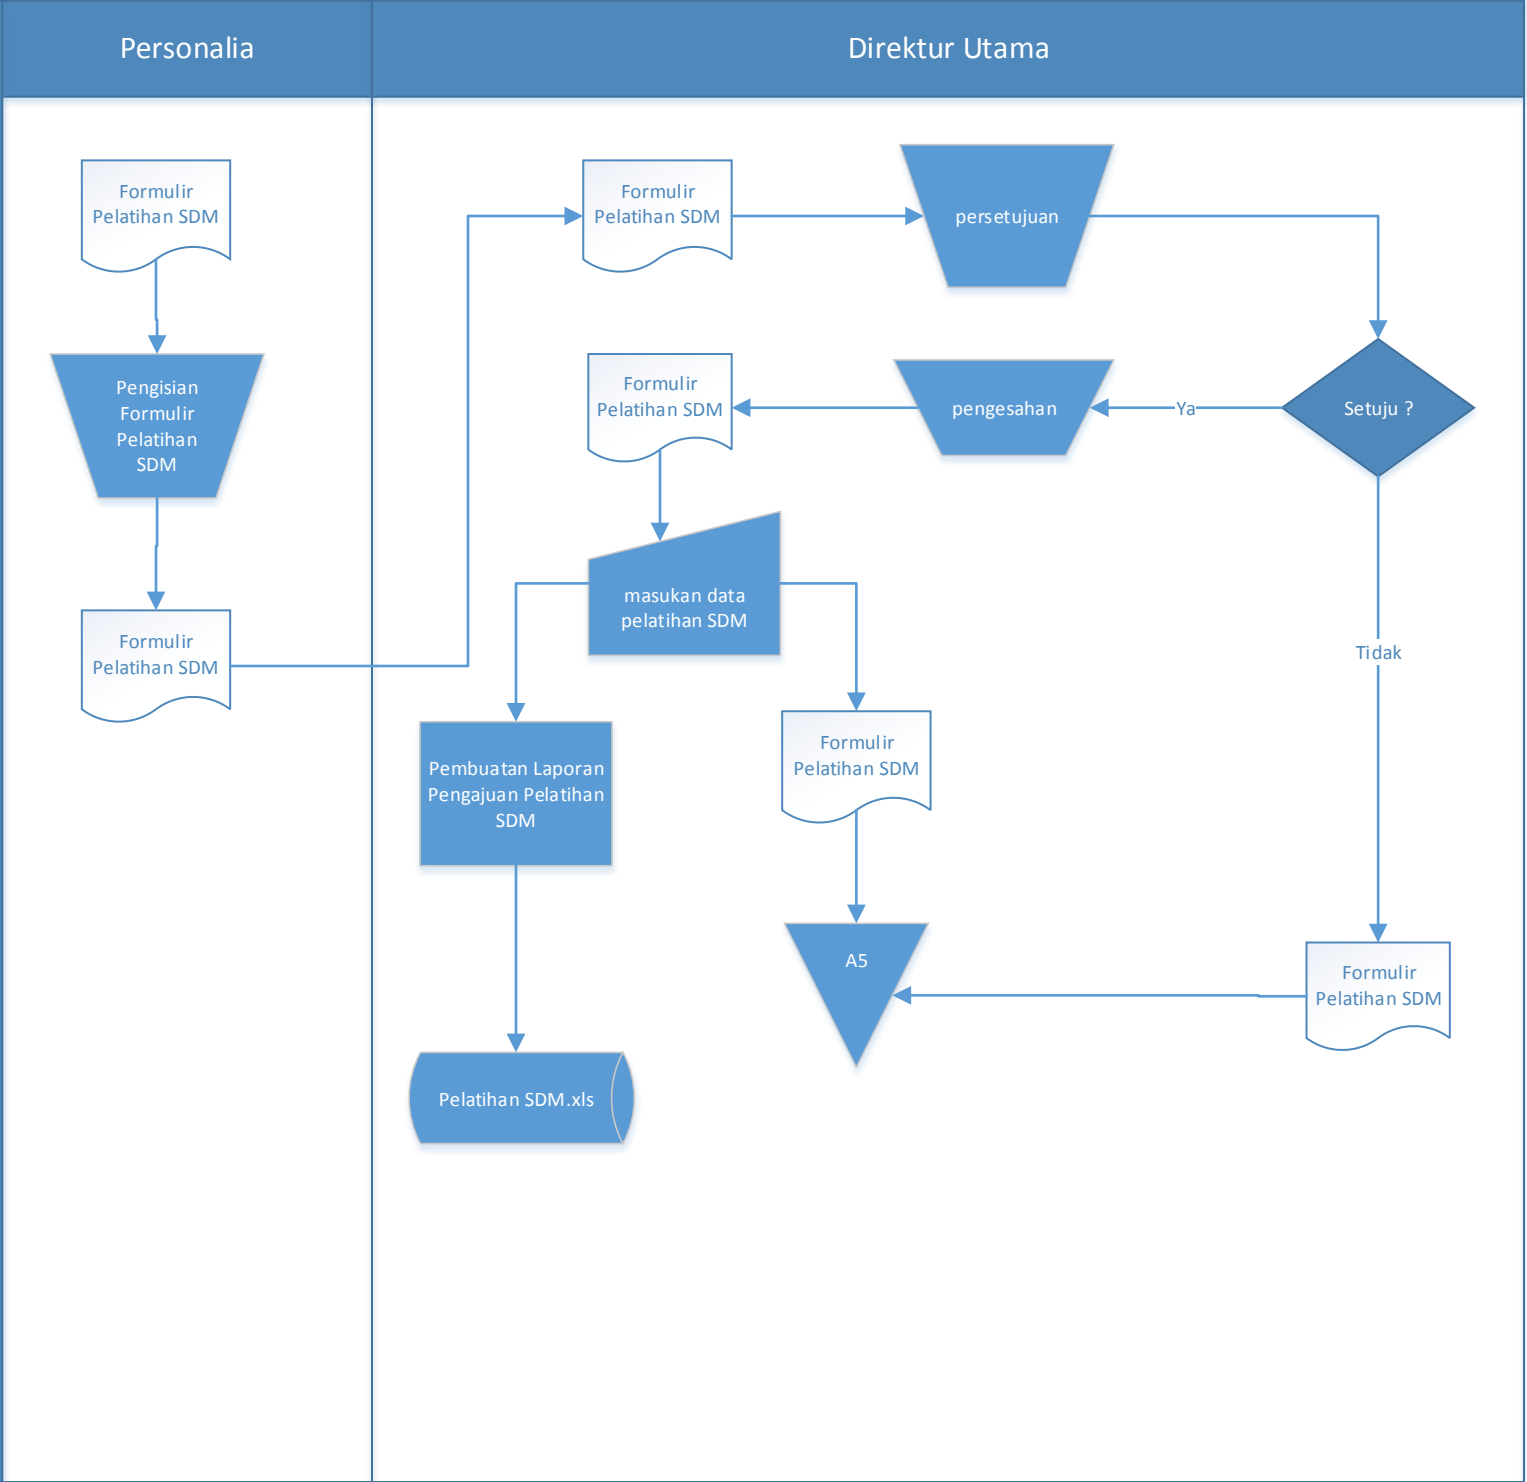 Personalia
Direktur Utama
Formulir
Pelatihan SDM
Pengisian
Formulir
Pelatihan
SDM
Formulir
Pelatihan SDM
Formulir
Pelatihan SDM
persetujuan
Setuju ?
Ya
pengesahan
Formulir
Pelatihan SDM
masukan data
pelatihan SDM
Tidak
Pembuatan Laporan
Pengajuan Pelatihan
SDM
Formulir
Pelatihan SDM
A5
Formulir
Pelatihan SDM
Pelatihan SDM.xls